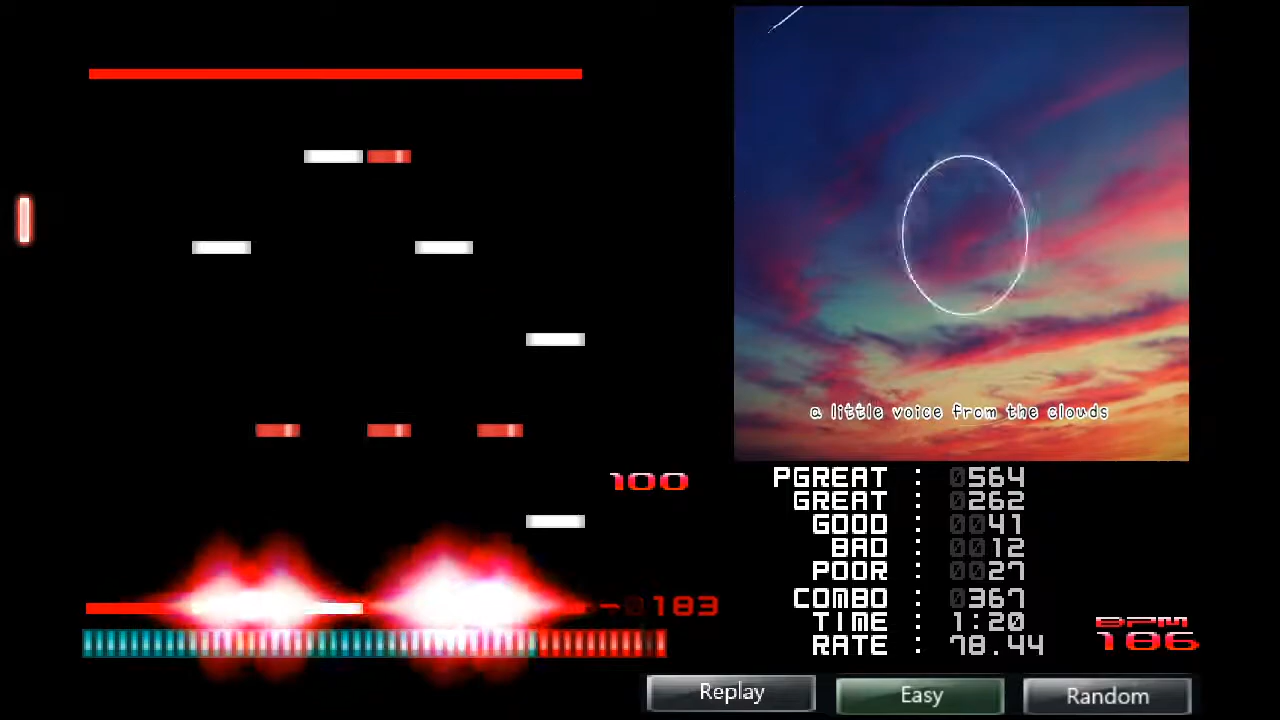 a little voice from the clouds
100
PGREAT : 0564
GREAT : 0262
GOOD : 0041
BAD : 0012
POOR : 0027
COMBO : 0367
TIME : 1:20
RATE : 78.44
-0183
BPM
186
Replay
Easy
Random